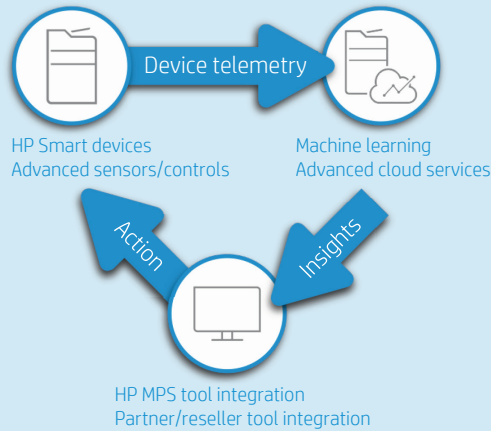 Device telemetry
HP Smart devices
Advanced sensors/controls
Machine learning
Advanced cloud services
Action
Insights
HP MPS tool integration
Partner/reseller tool integration